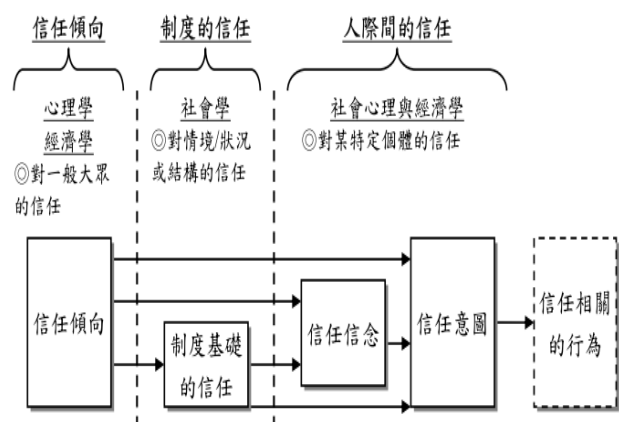 信任傾向
制度的信任
人際間的信任
心理學
經濟學
◎對一般大眾
的信任
社會學
◎對情境/狀況
或結構的信任
社會心理與經濟學
◎對某特定個體的信任
信任傾向
制度基礎
的信任
信任信念
信任意圖
信任相關
的行為